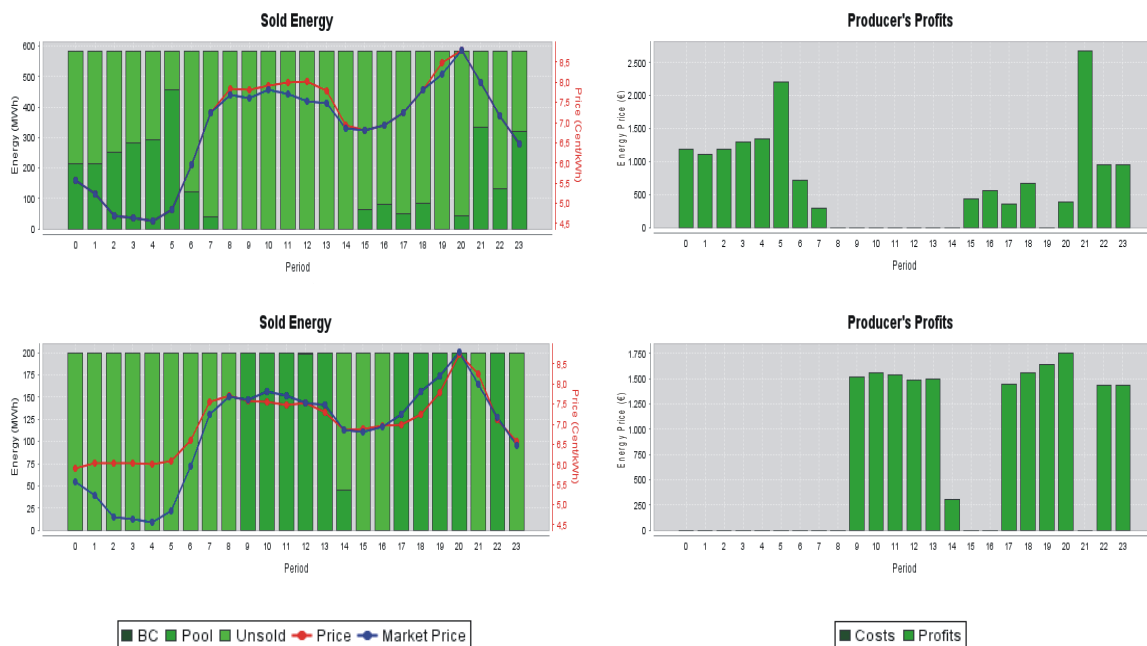 Sold Energy
Energy (MWh)
600
500
400
300
200
100
0
8,5
8,0
7,5
7,0
6,5
6,0
5,5
5,0
4,5
Price (Cent/kWh)
0 1 2 3 4 5 6 7 8 9 10 11 12 13 14 15 16 17 18 19 20 21 22 23
Period
Producer's Profits
Energy Price (€)
2.500
2.000
1.500
1.000
500
0
0 1 2 3 4 5 6 7 8 9 10 11 12 13 14 15 16 17 18 19 20 21 22 23
Period
Sold Energy
Energy (MWh)
200
175
150
125
100
75
50
25
0
8,5
8,0
7,5
7,0
6,5
6,0
5,5
5,0
4,5
Price (Cent/kWh)
0 1 2 3 4 5 6 7 8 9 10 11 12 13 14 15 16 17 18 19 20 21 22 23
Period
Producer's Profits
Energy Price (€)
1.750
1.500
1.250
1.000
750
500
250
0
0 1 2 3 4 5 6 7 8 9 10 11 12 13 14 15 16 17 18 19 20 21 22 23
Period
BC Pool Unsold Price Market Price
Costs Profits